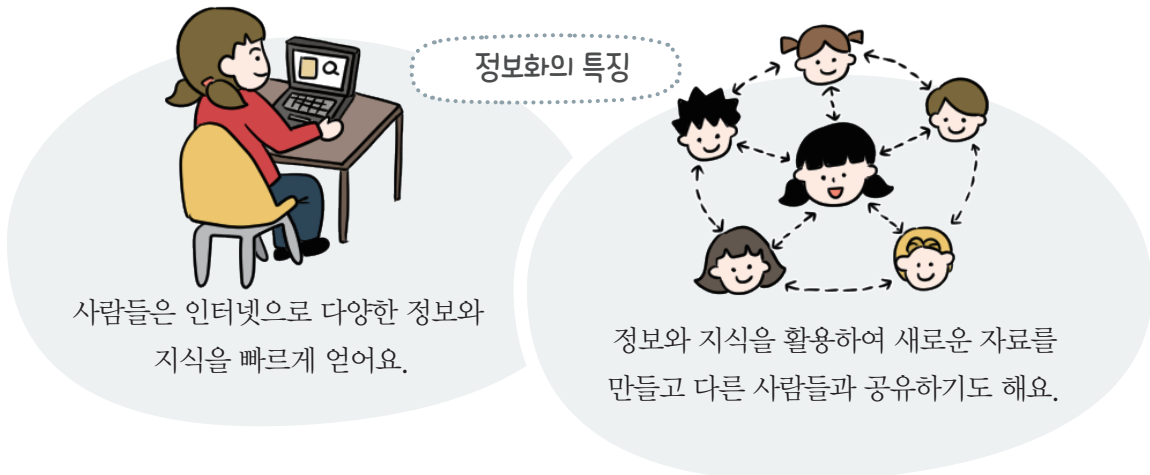 정보화의 특징
사람들은 인터넷으로 다양한 정보와
지식을 빠르게 얻어요.
정보와 지식을 활용하여 새로운 자료를
만들고 다른 사람들과 공유하기도 해요.